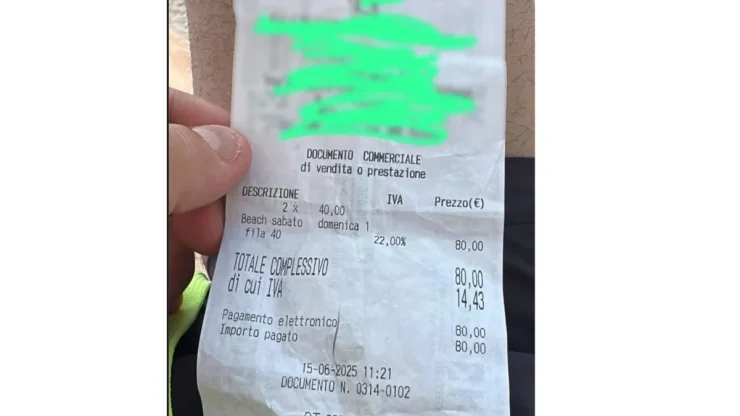 DOCUMENTO COMMERCIALE
di vendita o prestazione
DESCRIZIONE IVA Prezzo(€)
2 x 40,00
Beach sabato domenica 1
fila 40 22,00% 80,00
TOTALE COMPLESSIVO 80,00
di cui IVA 14,43
Pagamento elettronico 80,00
Importo pagato 80,00
15-06-2025 11:21
DOCUMENTO N. 0314-0102